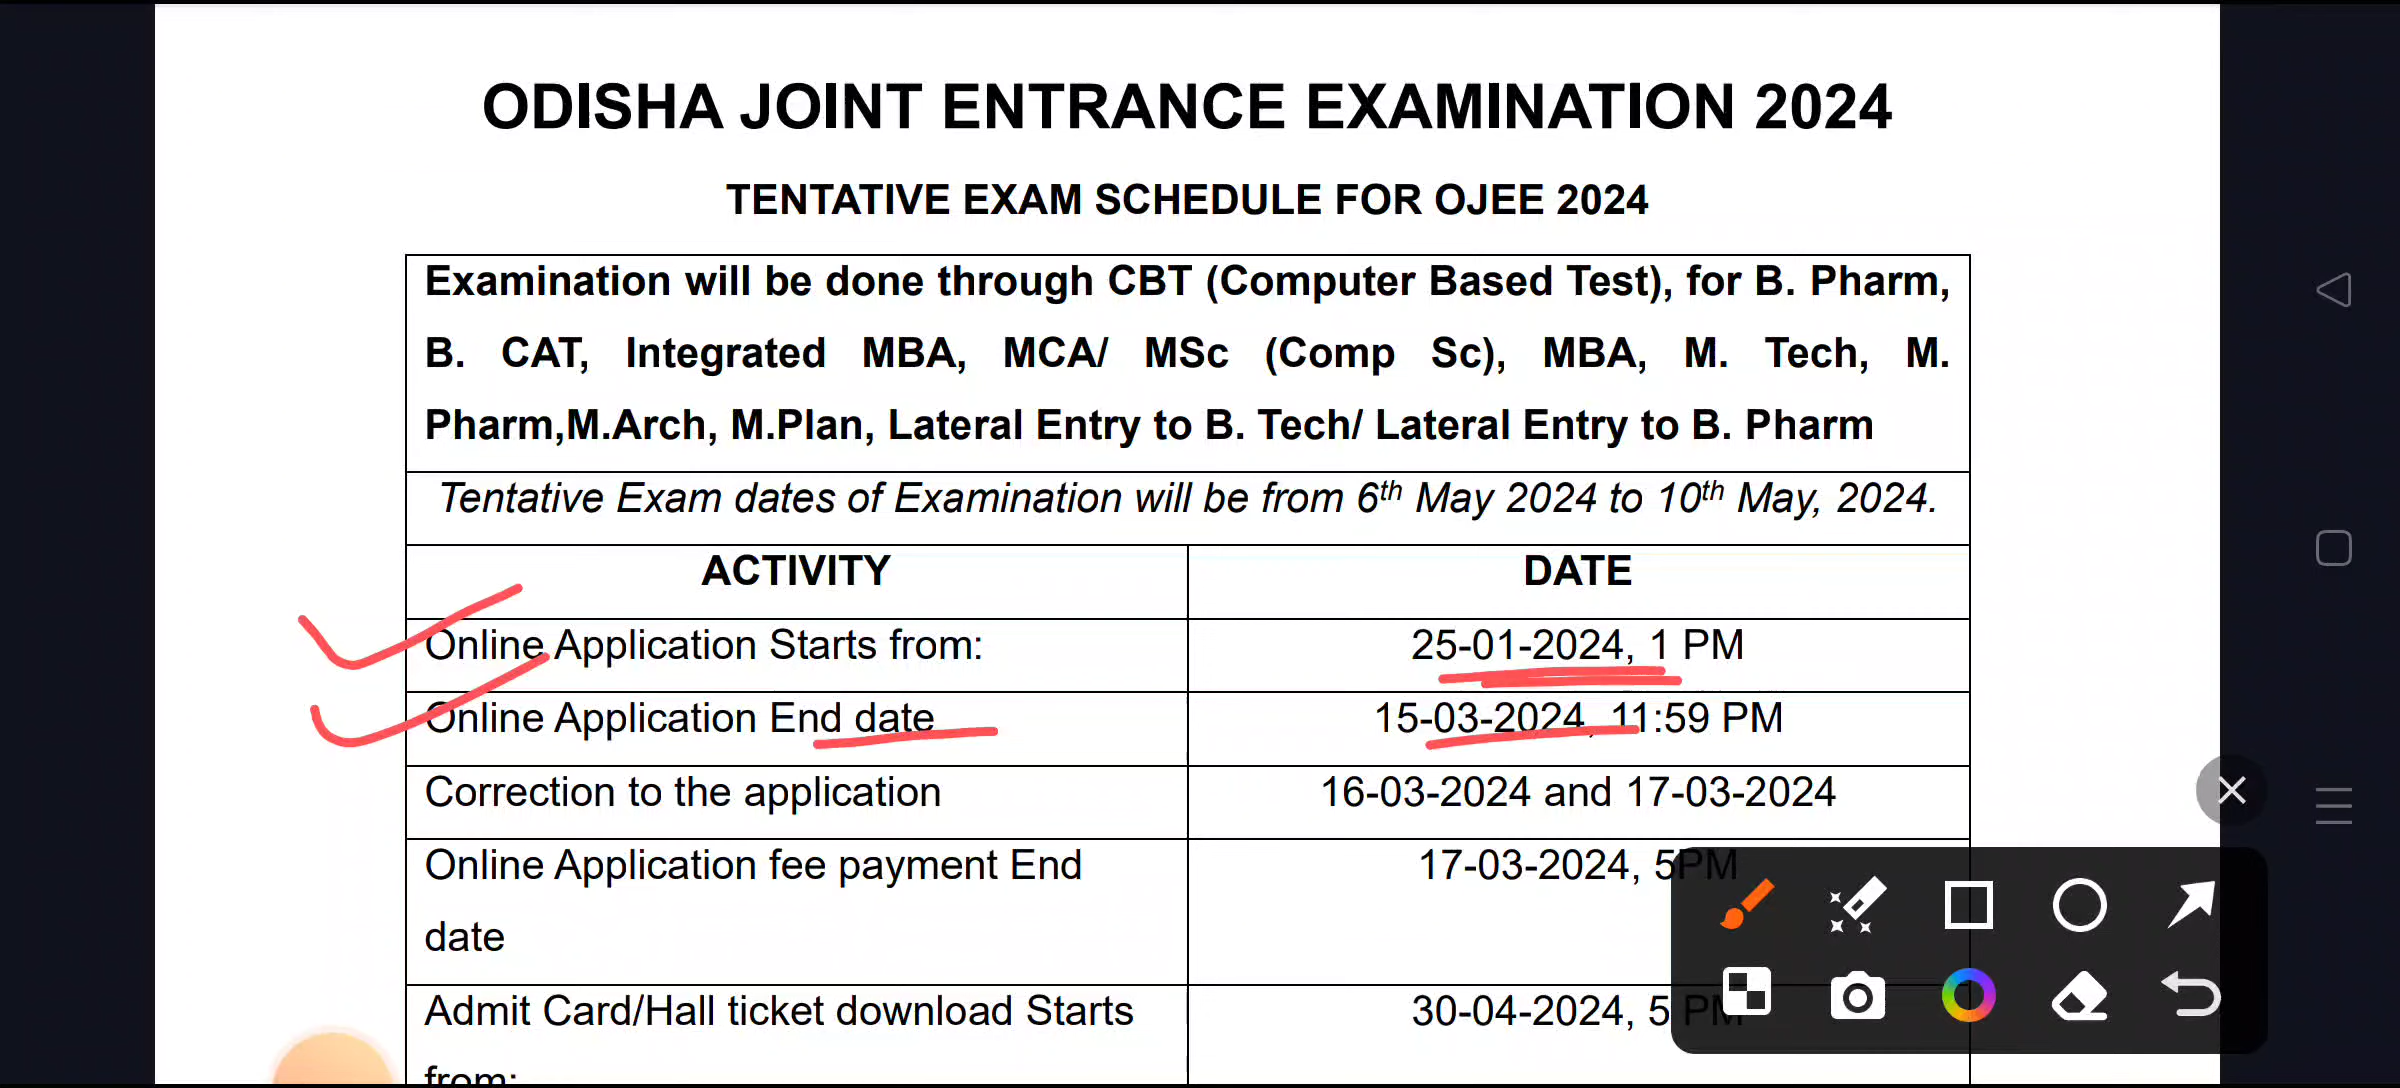 ODISHA JOINT ENTRANCE EXAMINATION 2024
TENTATIVE EXAM SCHEDULE FOR OJEE 2024
Examination will be done through CBT (Computer Based Test), for B. Pharm,
B. CAT, Integrated MBA, MCA/ MSc (Comp Sc), MBA, M. Tech, M.
Pharm,M.Arch, M.Plan, Lateral Entry to B. Tech/ Lateral Entry to B. Pharm
Tentative Exam dates of Examination will be from 6th May 2024 to 10th May, 2024.
ACTIVITY DATE
Online Application Starts from: 25-01-2024, 1 PM
Online Application End date 15-03-2024, 11:59 PM
Correction to the application 16-03-2024 and 17-03-2024
Online Application fee payment End 17-03-2024, 5PM
date
Admit Card/Hall ticket download Starts 30-04-2024, 5 PM
from: